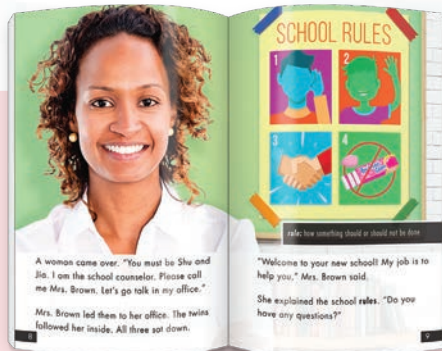 A woman came over. "You must be Shu and
Jia. I am the school counselor. Please call
me Mrs. Brown. Let's go talk in my office."
Mrs. Brown led them to her office. The twins
followed her inside. All three sat down.
8
SCHOOL RULES
1
2
3
4
rule: how something should or should not be done
"Welcome to your new school! My job is to
help you," Mrs. Brown said.
She explained the school rules. "Do you
have any questions?"
9